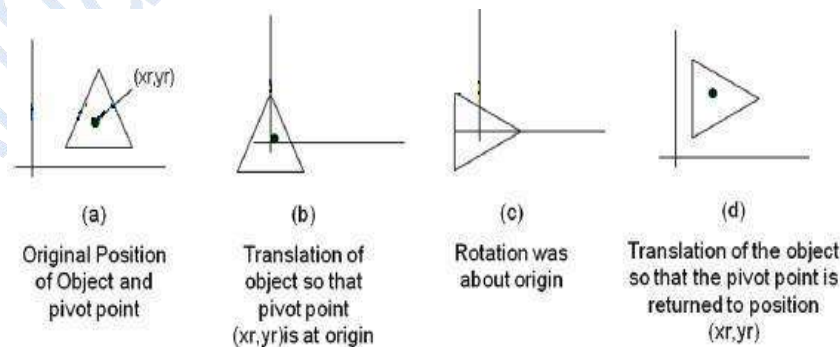 (xr,yr)
(a)
Original Position
of Object and
pivot point
(b)
Translation of
object so that
pivot point
(xr,yr)is at origin
(c)
Rotation was
about origin
(d)
Translation of the object
so that the pivot point is
returned to position
(xr,yr)